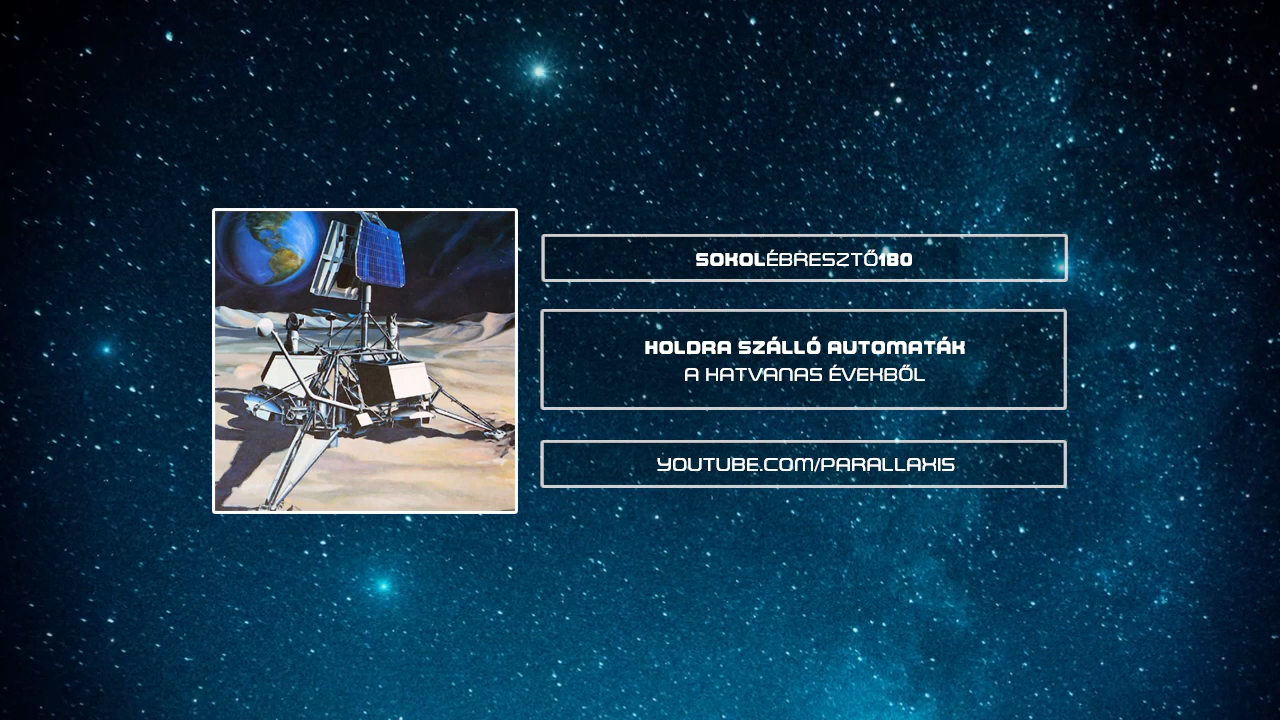 SOKOLÉBRESZTŐ180
HOLDRA SZÁLLÓ AUTOMATÁK
A HATVANAS ÉVEKBŐL
YOUTUBE.COM/PARALLAXIS